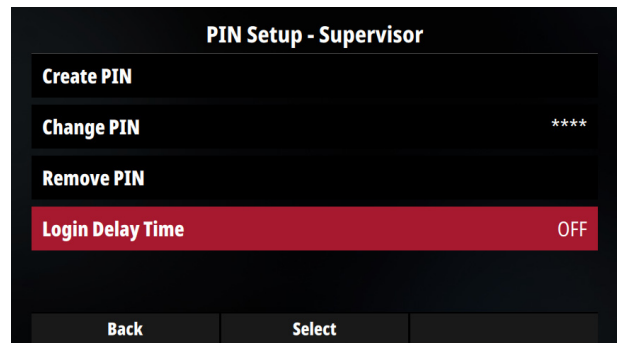 PIN Setup - Supervisor
Create PIN
Change PIN ****
Remove PIN
Login Delay Time OFF
Back Select